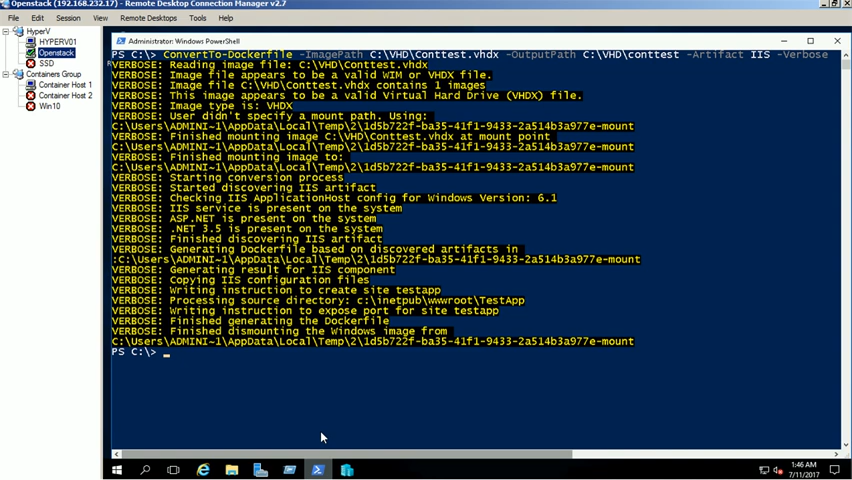 Openstack (192.168.232.17) - Remote Desktop Connection Manager v2.7
File Edit Session View Remote Desktops Tools Help
HyperV
HYPERV01
Openstack
SSD
Containers Group
Container Host 1
Container Host 2
Win10
Administrator: Windows PowerShell
PS C:\> ConvertTo-Dockerfile -ImagePath C:\VHD\Conttest.vhdx -OutputPath C:\VHD\conttest -Artifact IIS -Verbose
VERBOSE: Reading image file: C:\VHD\Conttest.vhdx
VERBOSE: Image file appears to be a valid WIM or VHDX file.
VERBOSE: Image file C:\VHD\Conttest.vhdx contains 1 images
VERBOSE: This image appears to be a valid Virtual Hard Drive (VHDX) file.
VERBOSE: Image type is: VHDX
VERBOSE: User didn't specify a mount path. Using:
C:\Users\ADMINI~1\AppData\Local\Temp\2\1d5b722f-ba35-41f1-9433-2a514b3a977e-mount
VERBOSE: Mounting image C:\VHD\Conttest.vhdx at mount point
C:\Users\ADMINI~1\AppData\Local\Temp\2\1d5b722f-ba35-41f1-9433-2a514b3a977e-mount
VERBOSE: Finished mounting image to:
C:\Users\ADMINI~1\AppData\Local\Temp\2\1d5b722f-ba35-41f1-9433-2a514b3a977e-mount
VERBOSE: Starting conversion process
VERBOSE: Started discovering IIS artifact
VERBOSE: Checking IIS ApplicationHost config for Windows Version: 6.1
VERBOSE: IIS service is present on the system
VERBOSE: ASP.NET is present on the system
VERBOSE: .NET 3.5 is present on the system
VERBOSE: Finished discovering IIS artifact
VERBOSE: Generating Dockerfile based on discovered artifacts in
:C:\Users\ADMINI~1\AppData\Local\Temp\2\1d5b722f-ba35-41f1-9433-2a514b3a977e-mount
VERBOSE: Generating result for IIS component
VERBOSE: Copying IIS configuration files
VERBOSE: Writing instruction to create site testapp
VERBOSE: Processing source directory: c:\inetpub\wwwroot\TestApp
VERBOSE: Writing instruction to expose port for site testapp
VERBOSE: Finished generating the Dockerfile
VERBOSE: Finished dismounting the Windows image from
C:\Users\ADMINI~1\AppData\Local\Temp\2\1d5b722f-ba35-41f1-9433-2a514b3a977e-mount
PS C:\>
1:46 AM
7/11/2017